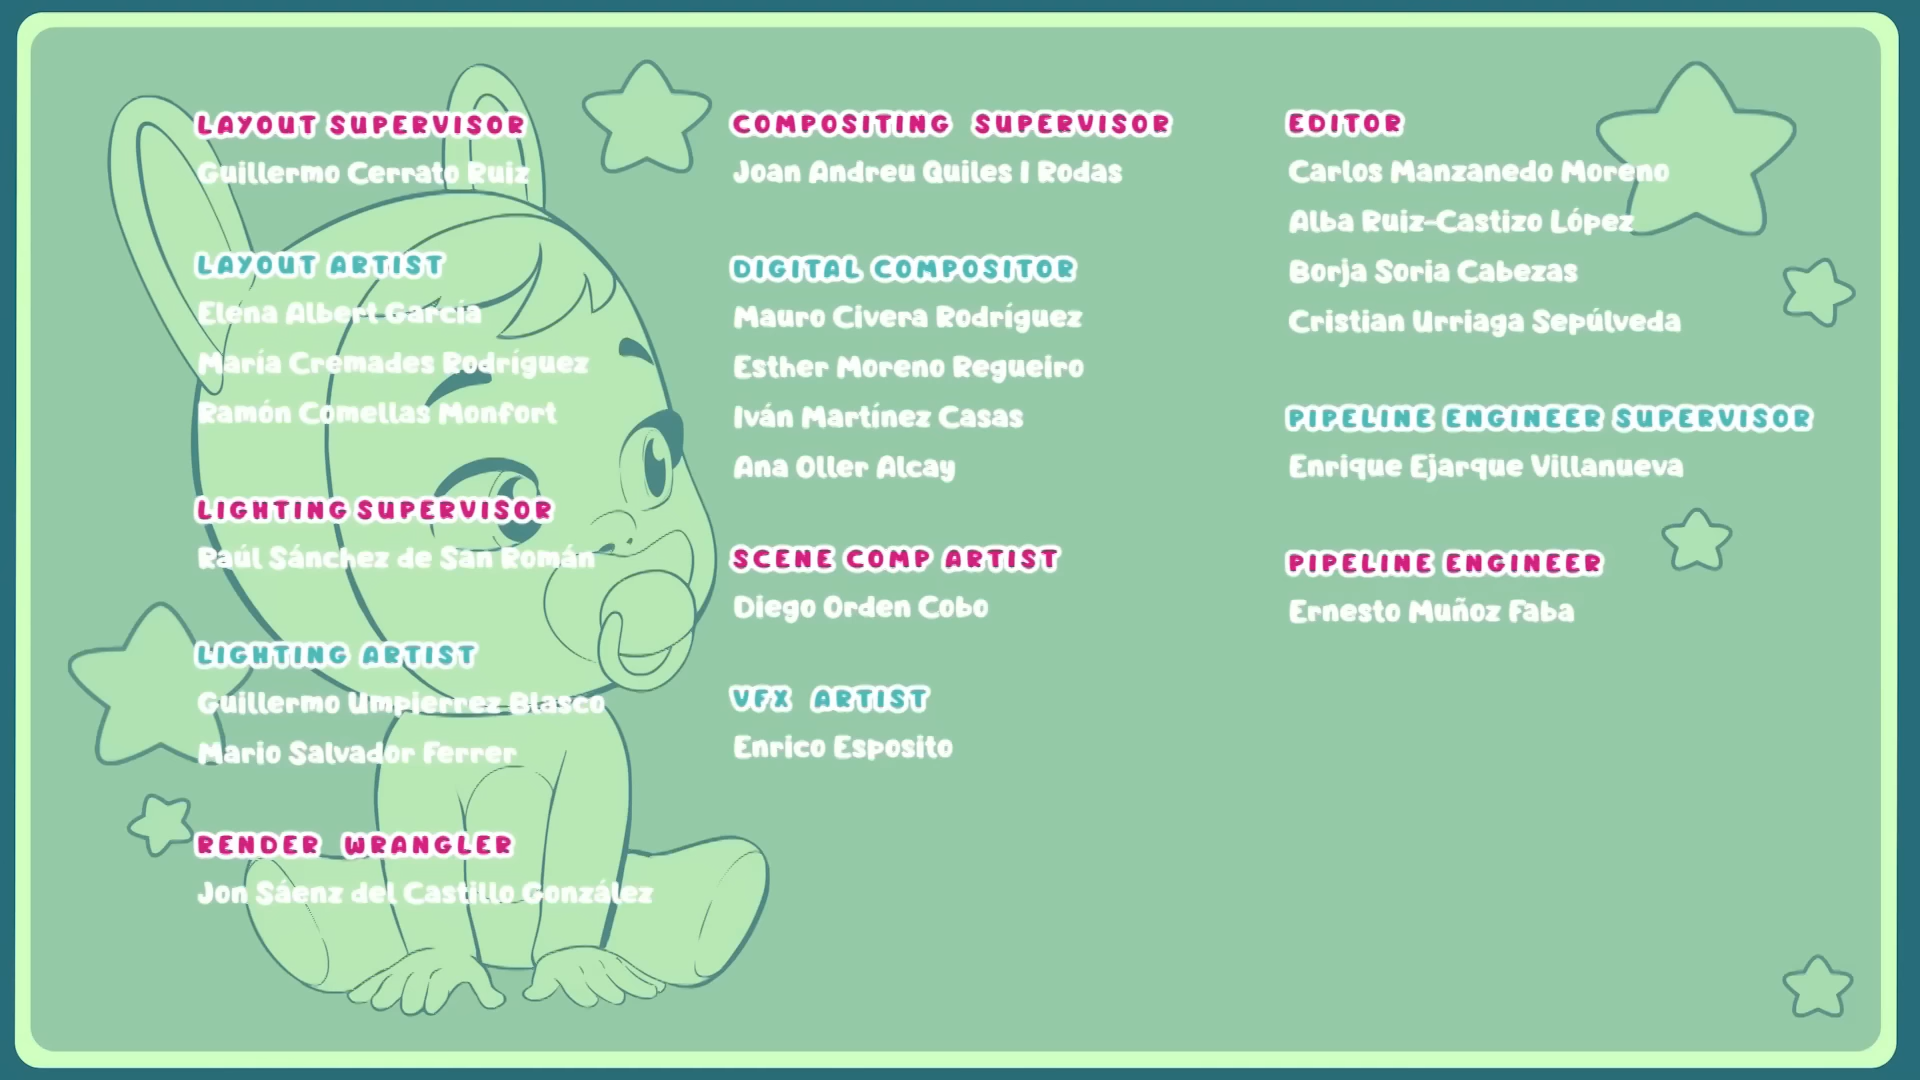 LAYOUT SUPERVISOR
Guillermo Cerrato Ruiz
LAYOUT ARTIST
Elena Albert García
María Cremades Rodríguez
Ramón Comellas Monfort
LIGHTING SUPERVISOR
Raúl Sánchez de San Román
LIGHTING ARTIST
Guillermo Umpierrez Blasco
Mario Salvador Ferrer
RENDER WRANGLER
Jon Sáenz del Castillo González
COMPOSITING SUPERVISOR
Joan Andreu Quiles I Rodas
DIGITAL COMPOSITOR
Mauro Civera Rodríguez
Esther Moreno Regueiro
Iván Martínez Casas
Ana Oller Alcay
SCENE COMP ARTIST
Diego Orden Cobo
VFX ARTIST
Enrico Esposito
EDITOR
Carlos Manzanedo Moreno
Alba Ruiz-Castizo López
Borja Soria Cabezas
Cristian Urriaga Sepúlveda
PIPELINE ENGINEER SUPERVISOR
Enrique Ejarque Villanueva
PIPELINE ENGINEER
Ernesto Muñoz Faba